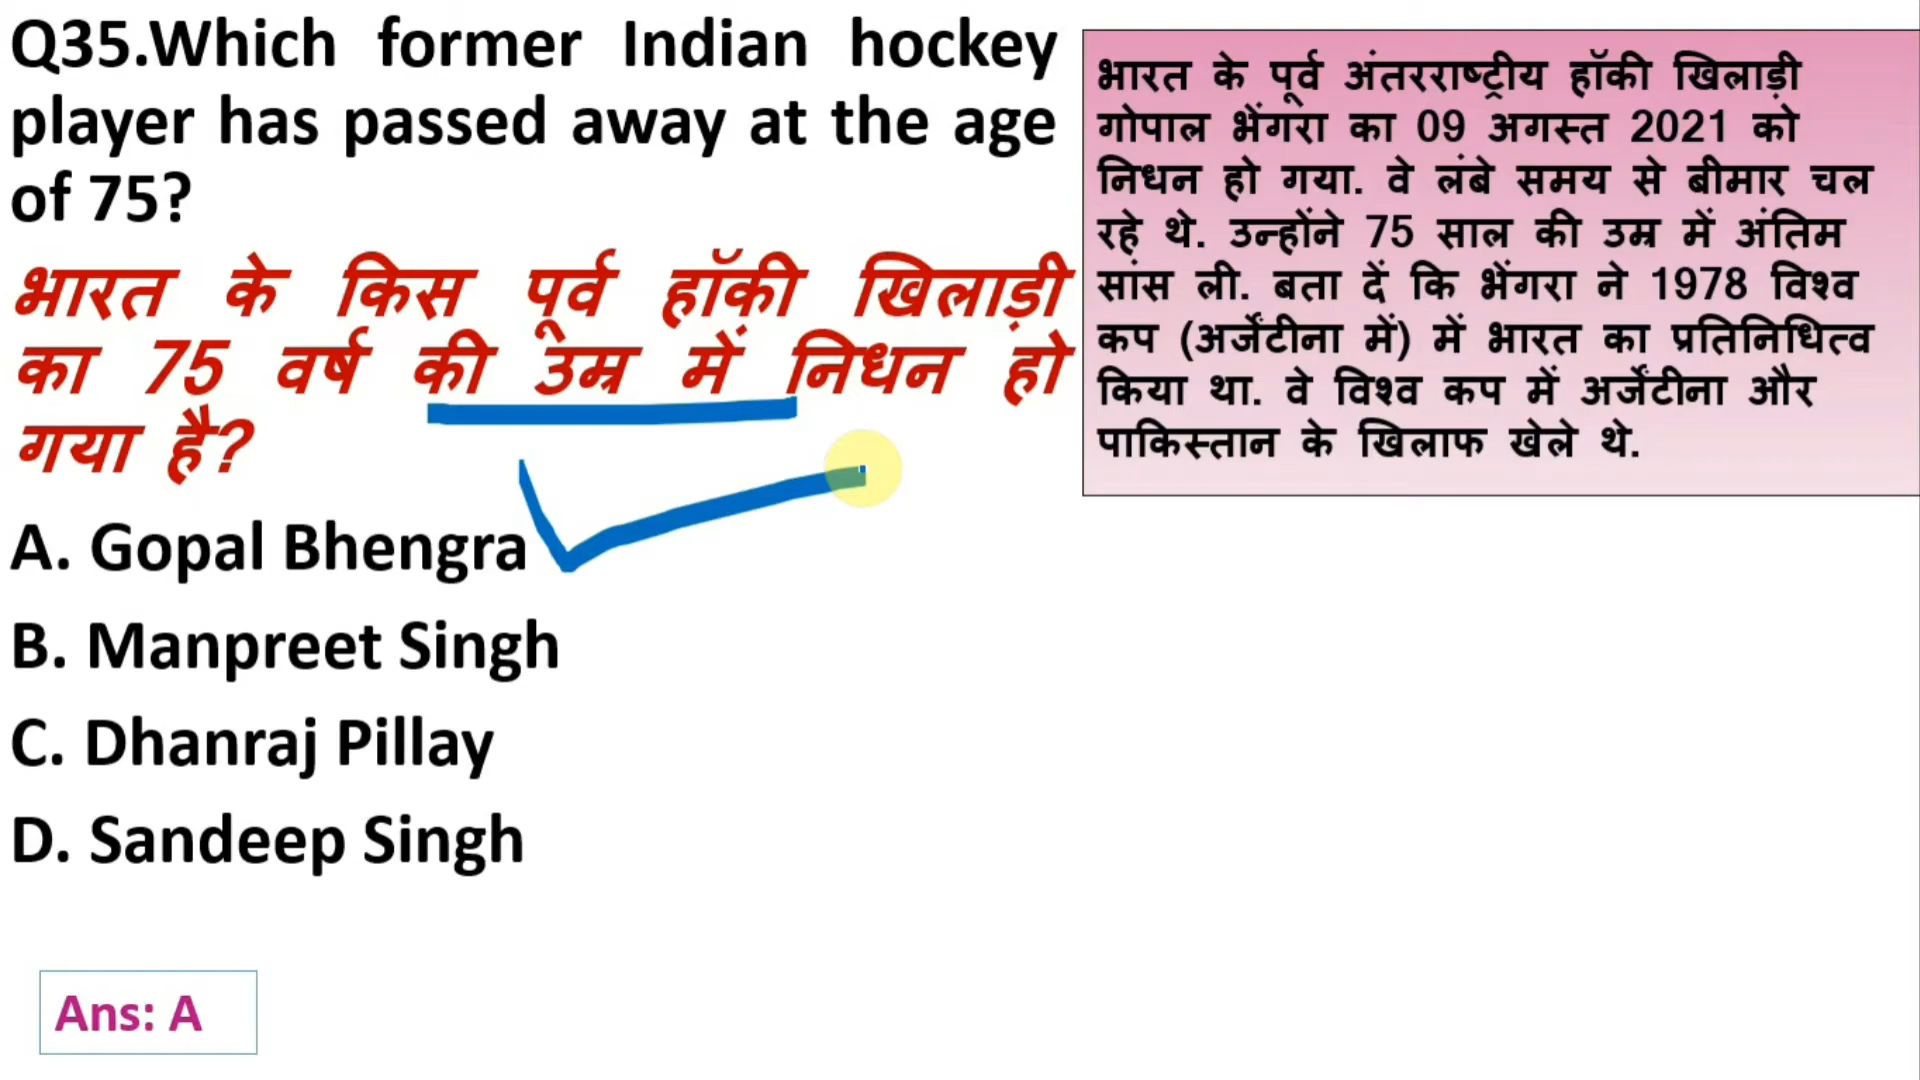 Q35.Which former Indian hockey
player has passed away at the age
of 75?
भारत के किस पूर्व हॉकी खिलाड़ी
का 75 वर्ष की उम्र में निधन हो
गया है?
A. Gopal Bhengra
B. Manpreet Singh
C. Dhanraj Pillay
D. Sandeep Singh
Ans: A
भारत के पूर्व अंतरराष्ट्रीय हॉकी खिलाड़ी
गोपाल भेंगरा का 09 अगस्त 2021 को
निधन हो गया. वे लंबे समय से बीमार चल
रहे थे. उन्होंने 75 साल की उम्र में अंतिम
सांस ली. बता दें कि भेंगरा ने 1978 विश्व
कप (अर्जेंटीना में) में भारत का प्रतिनिधित्व
किया था. वे विश्व कप में अर्जेंटीना और
पाकिस्तान के खिलाफ खेले थे.